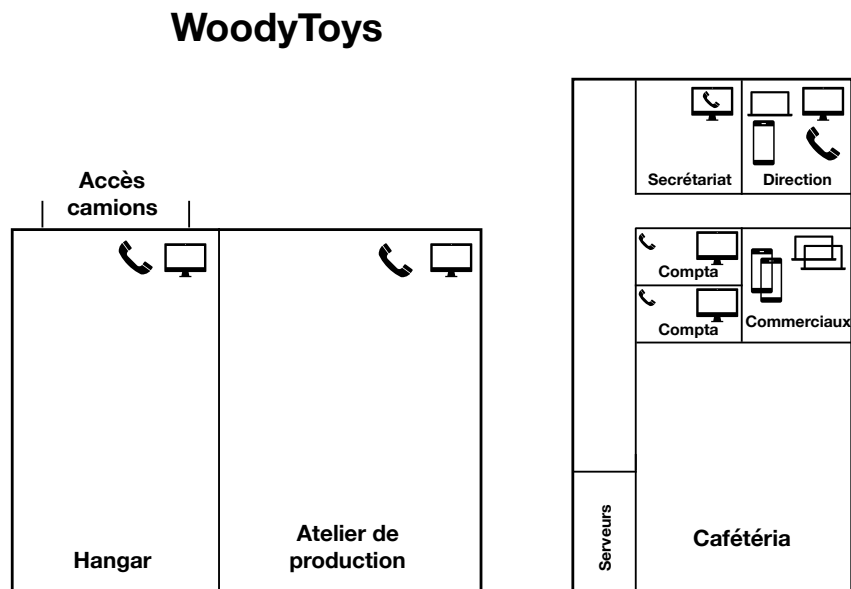 WoodyToys
Accès
camions
Hangar
Atelier de
production
Secrétariat
Direction
Compta
Compta
Commerciaux
Serveurs
Cafétéria